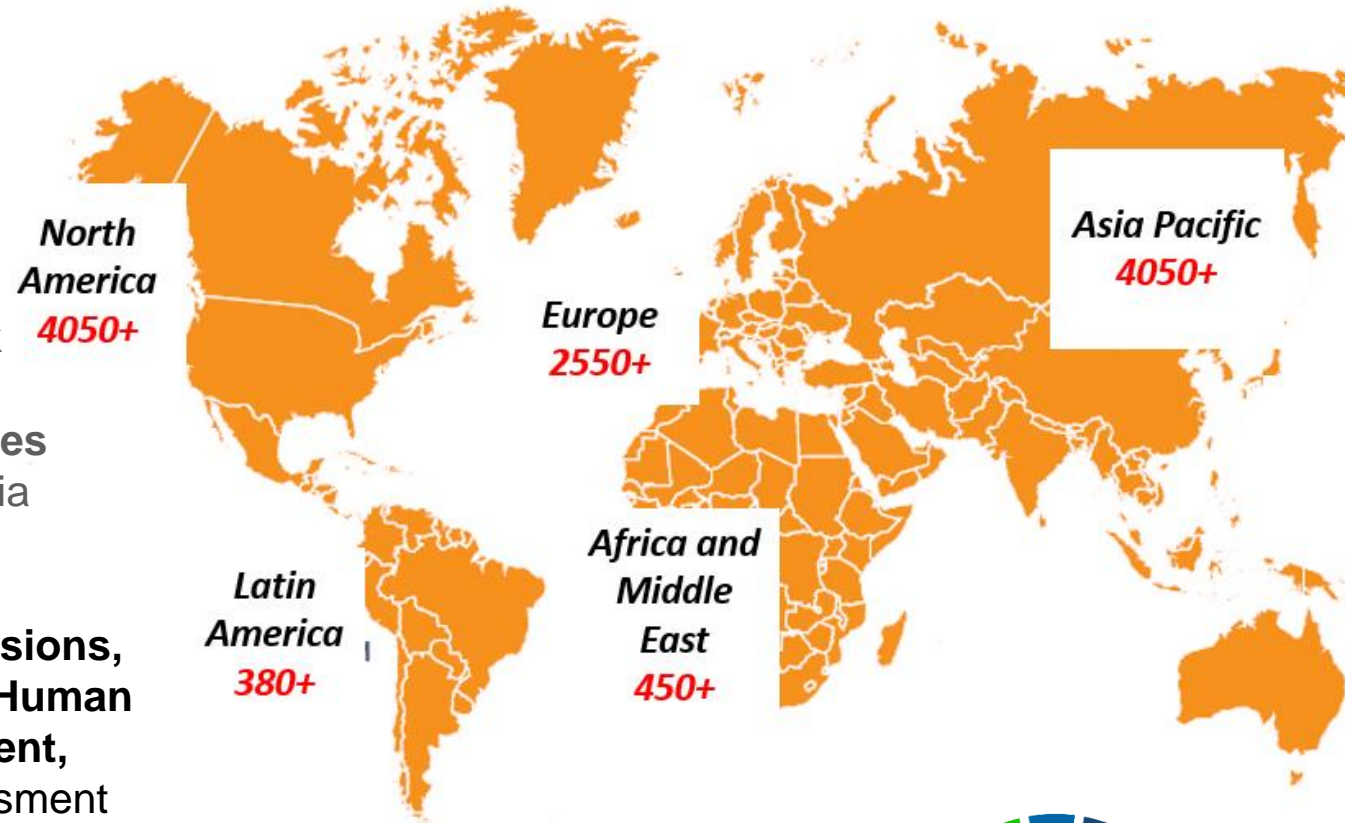 North
America
4050+
Europe
2550+
Asia Pacific
4050+
es
ia
Latin
America
380+
Africa and
Middle
East
450+
sions,
Human
ent,
sment